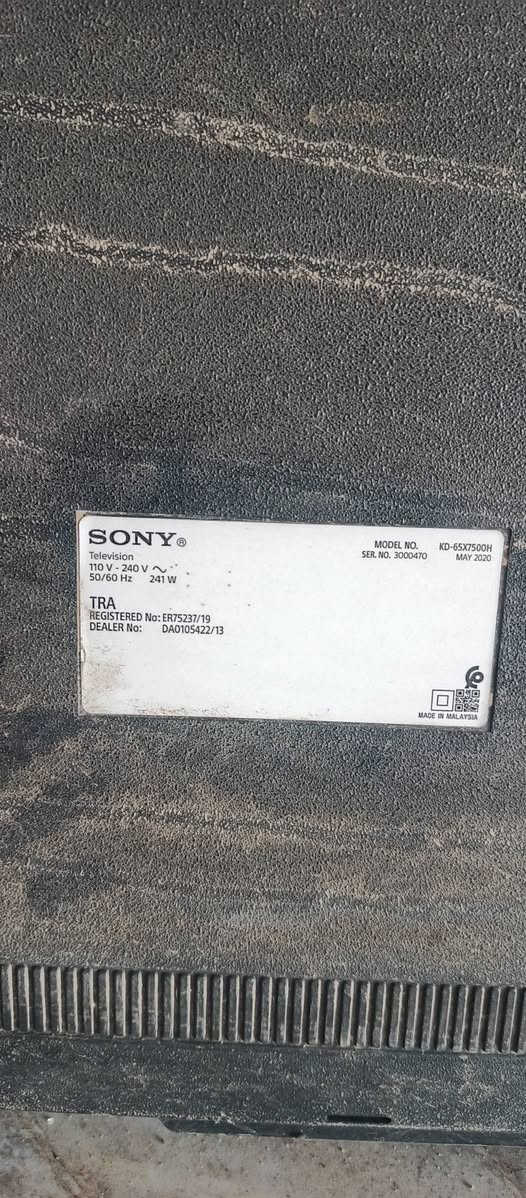 SONY®
Television
110 V - 240 V ~
50/60 Hz 241 W
MODEL NO. KD-65X7500H
SER. NO. 3000470 MAY 2020
TRA
REGISTERED No: ER75237/19
DEALER No: DA0105422/13
MADE IN MALAYSIA